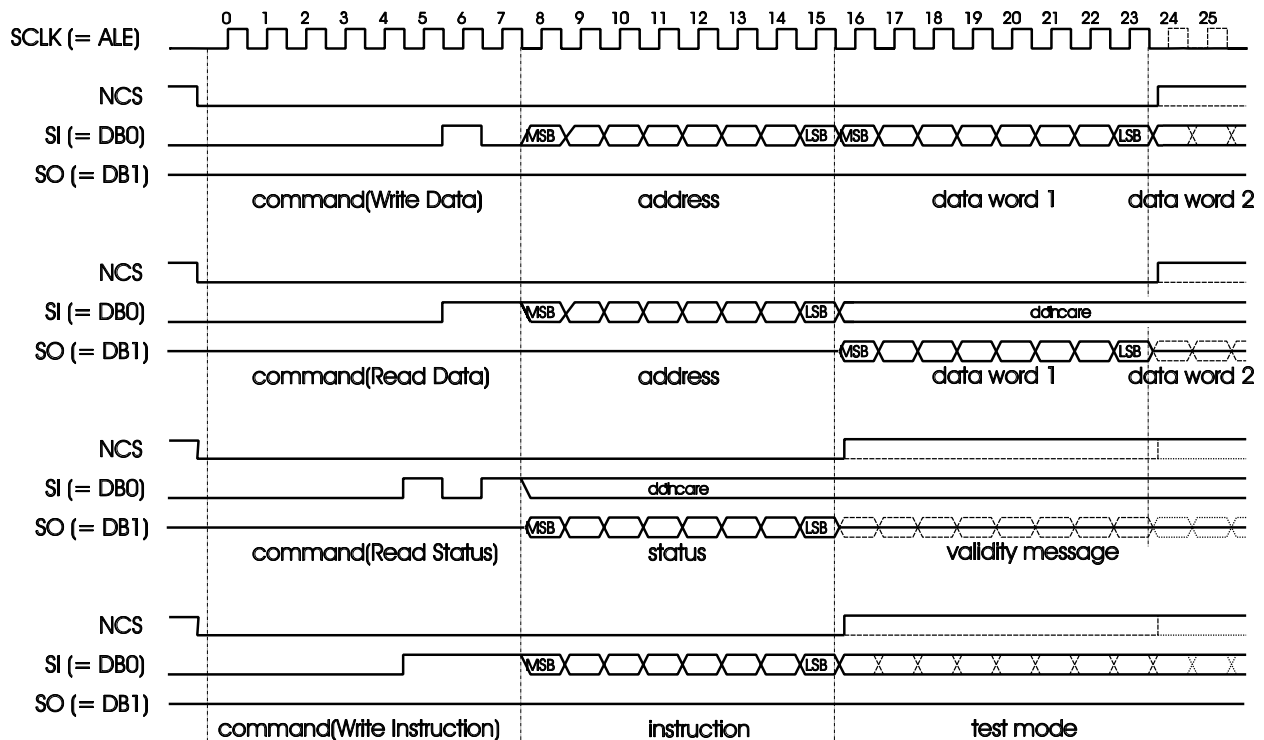 0 1 2 3 4 5 6 7 8 9 10 11 12 13 14 15 16 17 18 19 20 21 22 23 24 25
SCLK (= ALE)
NCS
SI (= DB0) MSB LSB MSB LSB
SO (= DB1)
command(Write Data) address data word 1 data word 2
NCS
SI (= DB0) MSB LSB
SO (= DB1) MSB LSB
command(Read Data) address data word 1 data word 2
NCS
SI (= DB0)
SO (= DB1) MSB LSB
command(Read Status) status validity message
NCS
SI (= DB0) MSB LSB
SO (= DB1)
command(Write Instruction) instruction test mode